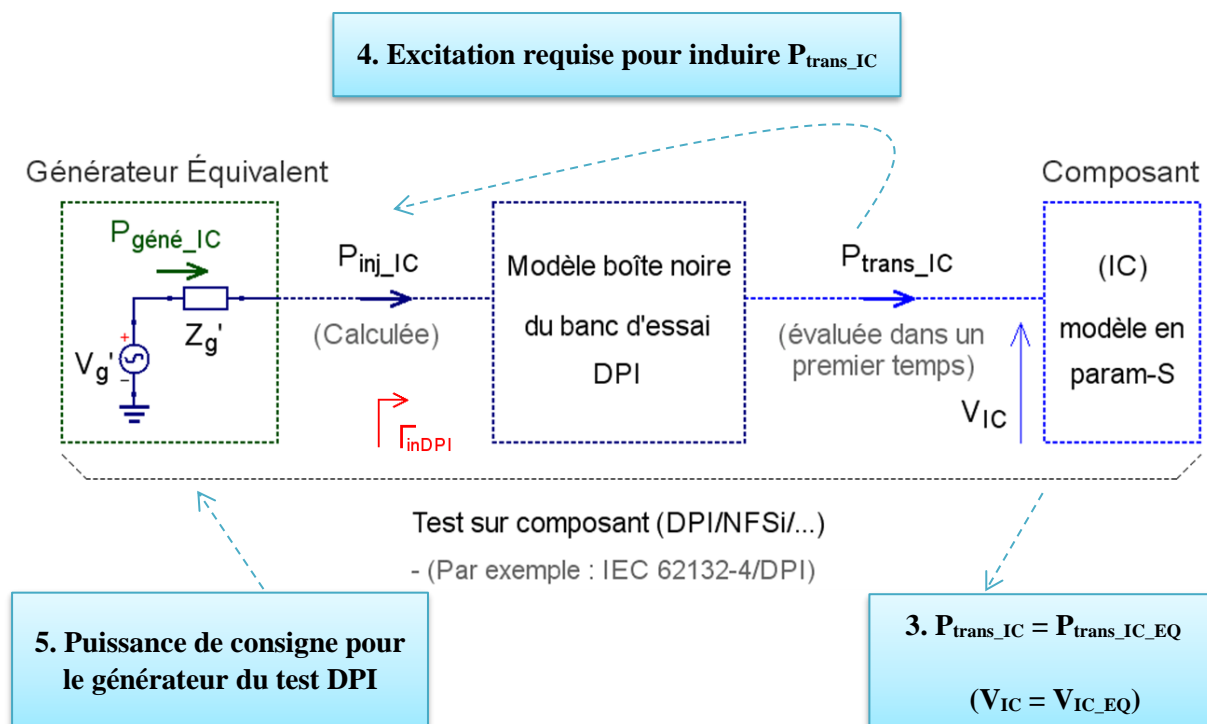 4. Excitation requise pour induire Ptrans_IC
Générateur Équivalent
Composant
Pgéné_IC
Zg'
Vg'
+
−
Pinj_IC
(Calculée)
ΓinDPI
Modèle boîte noire
du banc d'essai
DPI
Ptrans_IC
(évaluée dans un
premier temps)
VIC
(IC)
modèle en
param-S
Test sur composant (DPI/NFSi/...)
- (Par exemple : IEC 62132-4/DPI)
5. Puissance de consigne pour
le générateur du test DPI
3. Ptrans_IC = Ptrans_IC_EQ
(VIC = VIC_EQ)